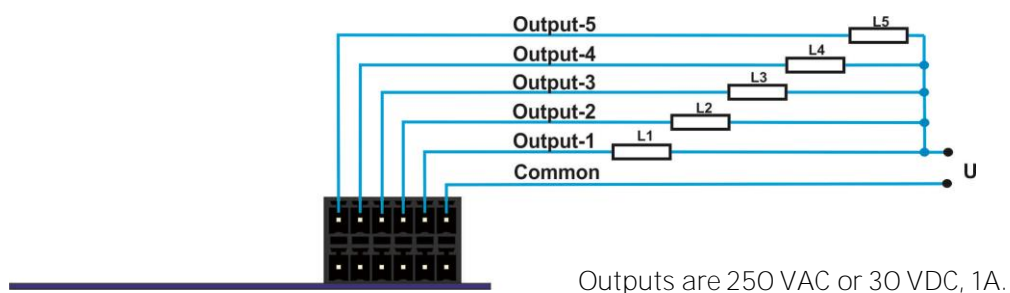 Output-5
L5
Output-4
L4
Output-3
L3
Output-2
L2
Output-1
L1
Common
U
Outputs are 250 VAC or 30 VDC, 1A.